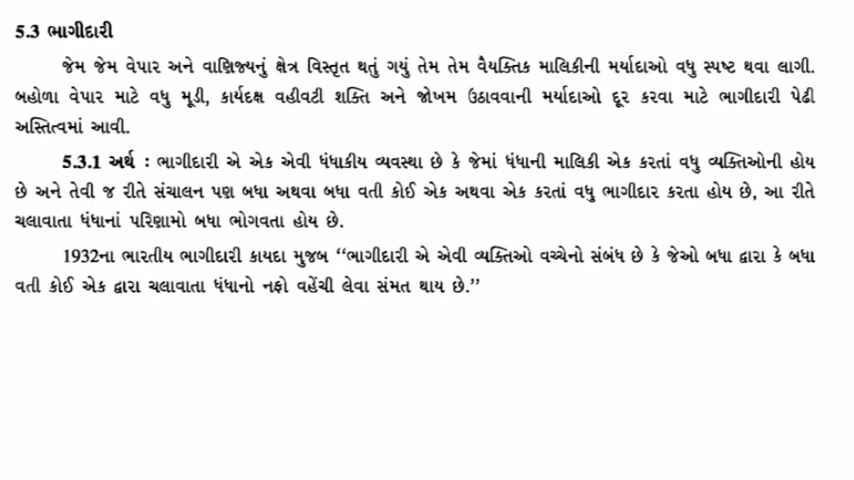 5.3 ભાગીદારી
જેમ જેમ વેપાર અને વાણિજ્યનું ક્ષેત્ર વિસ્તૃત થતું ગયું તેમ તેમ વૈયક્તિક માલિકીની મર્યાદાઓ વધુ સ્પષ્ટ થવા લાગી.
બહોળા વેપાર માટે વધુ મૂડી, કાર્યદક્ષ વહીવટી શક્તિ અને જોખમ ઉઠાવવાની મર્યાદાઓ દૂર કરવા માટે ભાગીદારી પેઢી
અસ્તિત્વમાં આવી.
5.3.1 અર્થ : ભાગીદારી એ એક એવી ધંધાકીય વ્યવસ્થા છે કે જેમાં ધંધાની માલિકી એક કરતાં વધુ વ્યક્તિઓની હોય
છે અને તેવી જ રીતે સંચાલન પણ બધા અથવા બધા વતી કોઈ એક અથવા એક કરતાં વધુ ભાગીદાર કરતા હોય છે, આ રીતે
ચલાવાતા ધંધાનાં પરિણામો બધા ભોગવતા હોય છે.
1932ના ભારતીય ભાગીદારી કાયદા મુજબ “ભાગીદારી એ એવી વ્યક્તિઓ વચ્ચેનો સંબંધ છે કે જેઓ બધા દ્વારા કે બધા
વતી કોઈ એક દ્વારા ચલાવાતા ધંધાનો નફો વહેંચી લેવા સંમત થાય છે.”